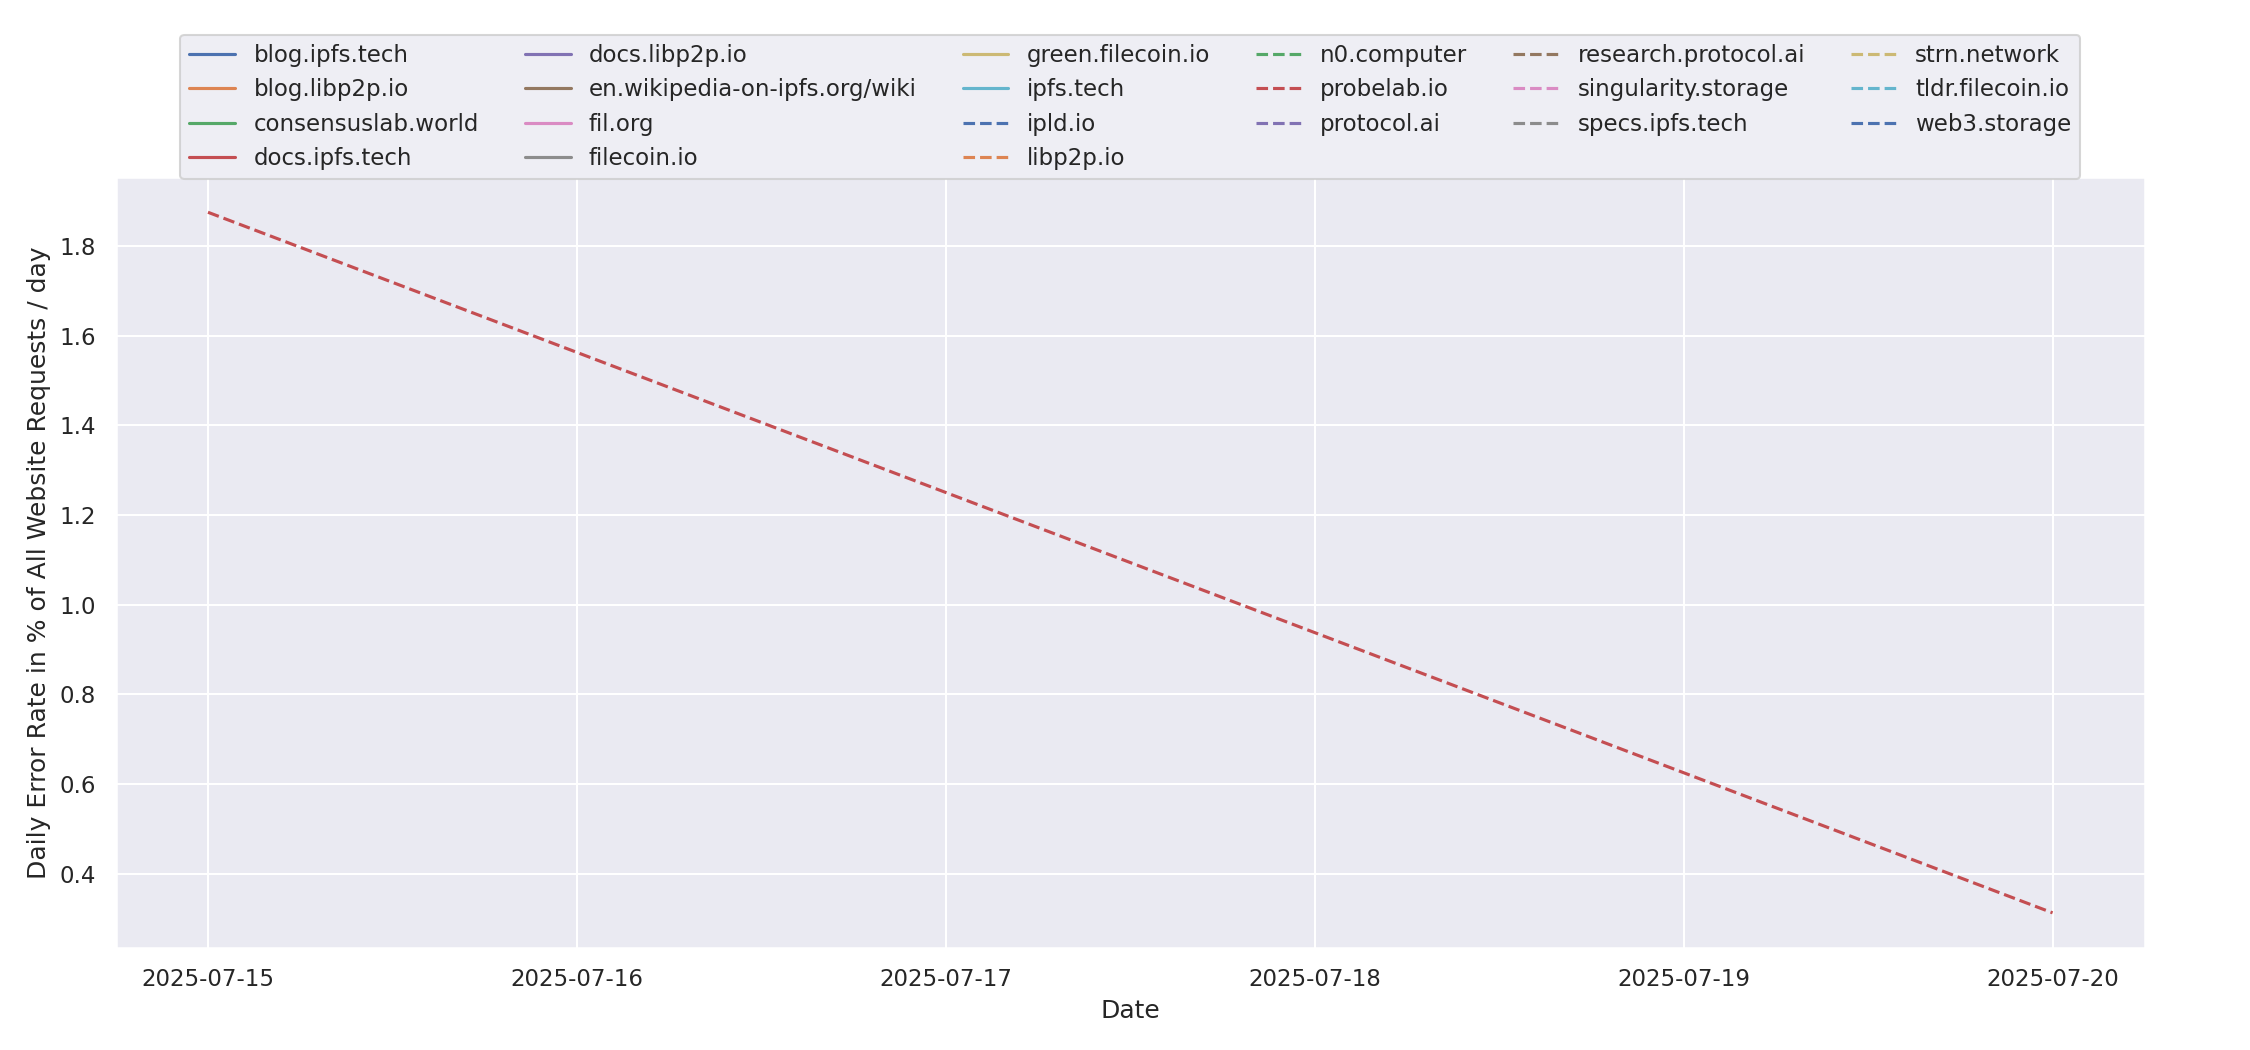 blog.ipfs.tech
blog.libp2p.io
consensuslab.world
docs.ipfs.tech
docs.libp2p.io
en.wikipedia-on-ipfs.org/wiki
fil.org
filecoin.io
green.filecoin.io
ipfs.tech
ipld.io
libp2p.io
n0.computer
probelab.io
protocol.ai
research.protocol.ai
singularity.storage
specs.ipfs.tech
strn.network
tldr.filecoin.io
web3.storage
Daily Error Rate in % of All Website Requests / day
1.8
1.6
1.4
1.2
1.0
0.8
0.6
0.4
2025-07-15
2025-07-16
2025-07-17
2025-07-18
2025-07-19
2025-07-20
Date